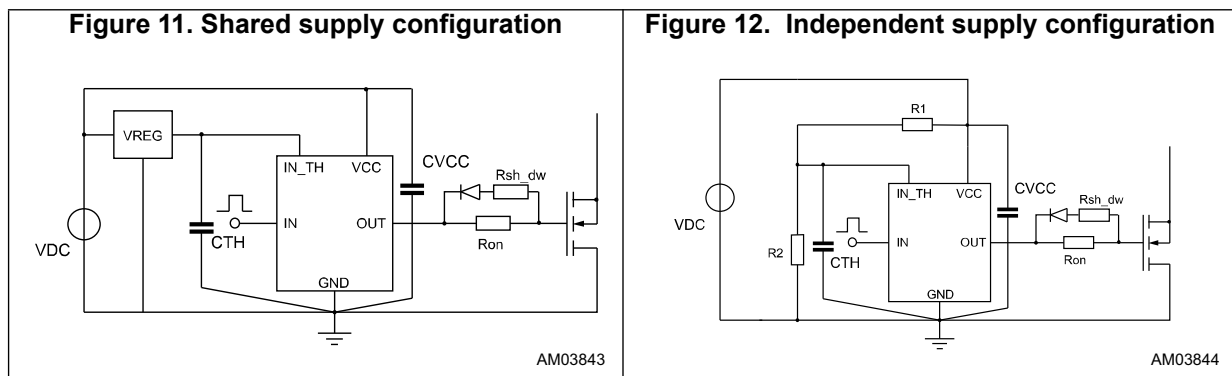 Figure 11. Shared supply configuration
VREG
IN_TH
VCC
CVCC
Rsh_dw
IN
OUT
VDC
CTH
Ron
GND
AM03843
Figure 12. Independent supply configuration
R1
IN_TH
VCC
CVCC
Rsh_dw
VDC
IN
OUT
R2
CTH
Ron
GND
AM03844